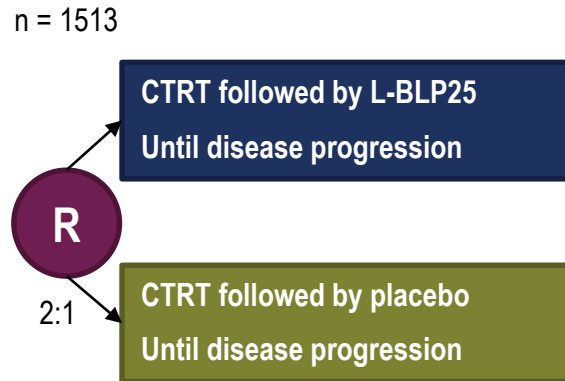 n = 1513
CTRT followed by L-BLP25
Until disease progression
R
2:1
CTRT followed by placebo
Until disease progression